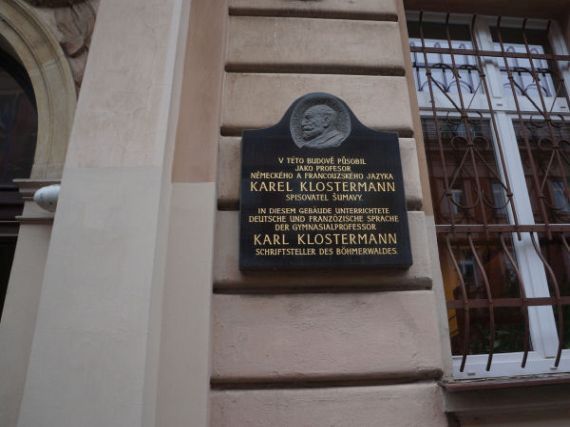 V TÉTO BUDOVĚ PŮSOBIL
JAKO PROFESOR
NĚMECKÉHO A FRANCOUZSKÉHO JAZYKA
KAREL KLOSTERMANN
SPISOVATEL ŠUMAVY.
IN DIESEM GEBÄUDE UNTERRICHTETE
DEUTSCHE UND FRANZÖZISCHE SPRACHE
DER GYMNASIALPROFESSOR
KARL KLOSTERMANN
SCHRIFTSTELLER DES BÖHMERWALDES.